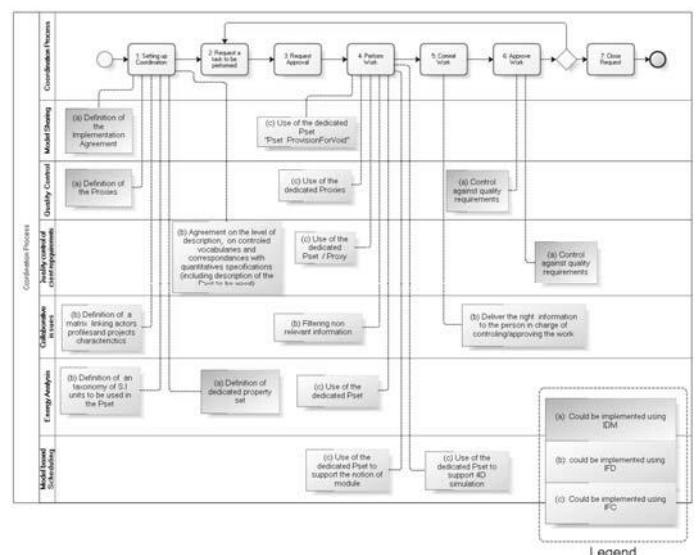 Coordination Process
Coordination Process
1. Setting up
Coordination
2. Request a
task to be
performed
3. Request
Approval
4. Perform
Work
5. Commit
Work
6. Approve
Work
7. Close
Request
Model Sharing
(a) Definition of
the
Implementation
Agreement
(c) Use of the dedicated
Pset
"Pset_ProvisionForVoid"
Quality Control
(a) Definition of
the Proxies
(c) Use of the
dedicated Proxies
(a) Control
against quality
requirements
Quality control of
client requirements
(b) Agreement on the level of
description, on controled
vocabularies and
correspondances with
quantitatives specifications
(including description of the
(c) Use of the
dedicated
Pset / Proxy
(a) Control
against quality
requirements
Collaborative
issues
(b) Definition of a
matrix linking actors
profilesand projects
characterictics
(b) Filtering non
relevant information
(b) Deliver the right information
to the person in charge of
controling/approving the work
Energy Analysis
(b) Definition of an
taxonomy of S.I
units to be used in
the Pset
(a) Definition of
dedicated property
set
(c) Use of the
dedicated Pset
Model based
Scheduling
(c) Use of the
dedicated Pset to
support the notion of
module
(c) Use of the
dedicated Pset to
support 4D
simulation
(a) Could be implemented using
IDM
(b) could be implemented using
IFD
(c) Could be implemented using
IFC
Legend